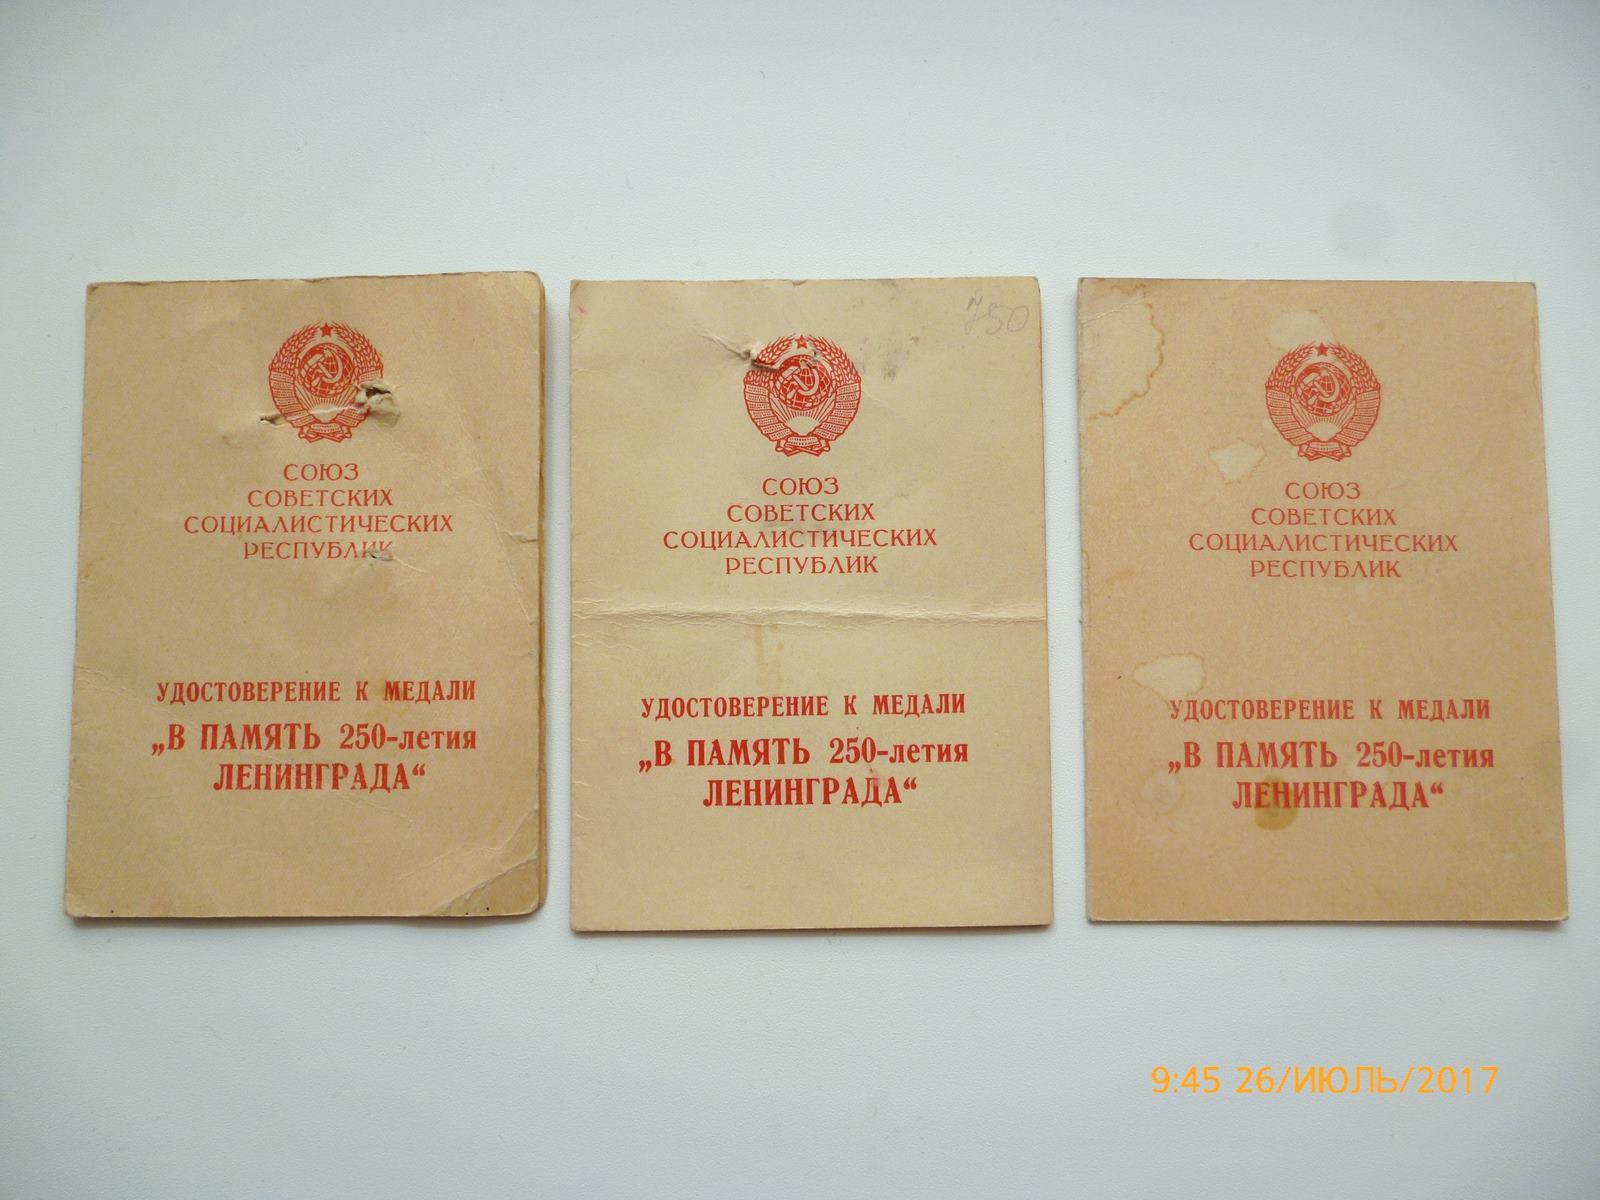 СОЮЗ
СОВЕТСКИХ
СОЦИАЛИСТИЧЕСКИХ
РЕСПУБЛИК
УДОСТОВЕРЕНИЕ К МЕДАЛИ
„В ПАМЯТЬ 250-летия
ЛЕНИНГРАДА“
750
СОЮЗ
СОВЕТСКИХ
СОЦИАЛИСТИЧЕСКИХ
РЕСПУБЛИК
УДОСТОВЕРЕНИЕ К МЕДАЛИ
„В ПАМЯТЬ 250-летия
ЛЕНИНГРАДА“
СОЮЗ
СОВЕТСКИХ
СОЦИАЛИСТИЧЕСКИХ
РЕСПУБЛИК
УДОСТОВЕРЕНИЕ К МЕДАЛИ
„В ПАМЯТЬ 250-летия
ЛЕНИНГРАДА“
9:45 26/ИЮЛЬ/2017